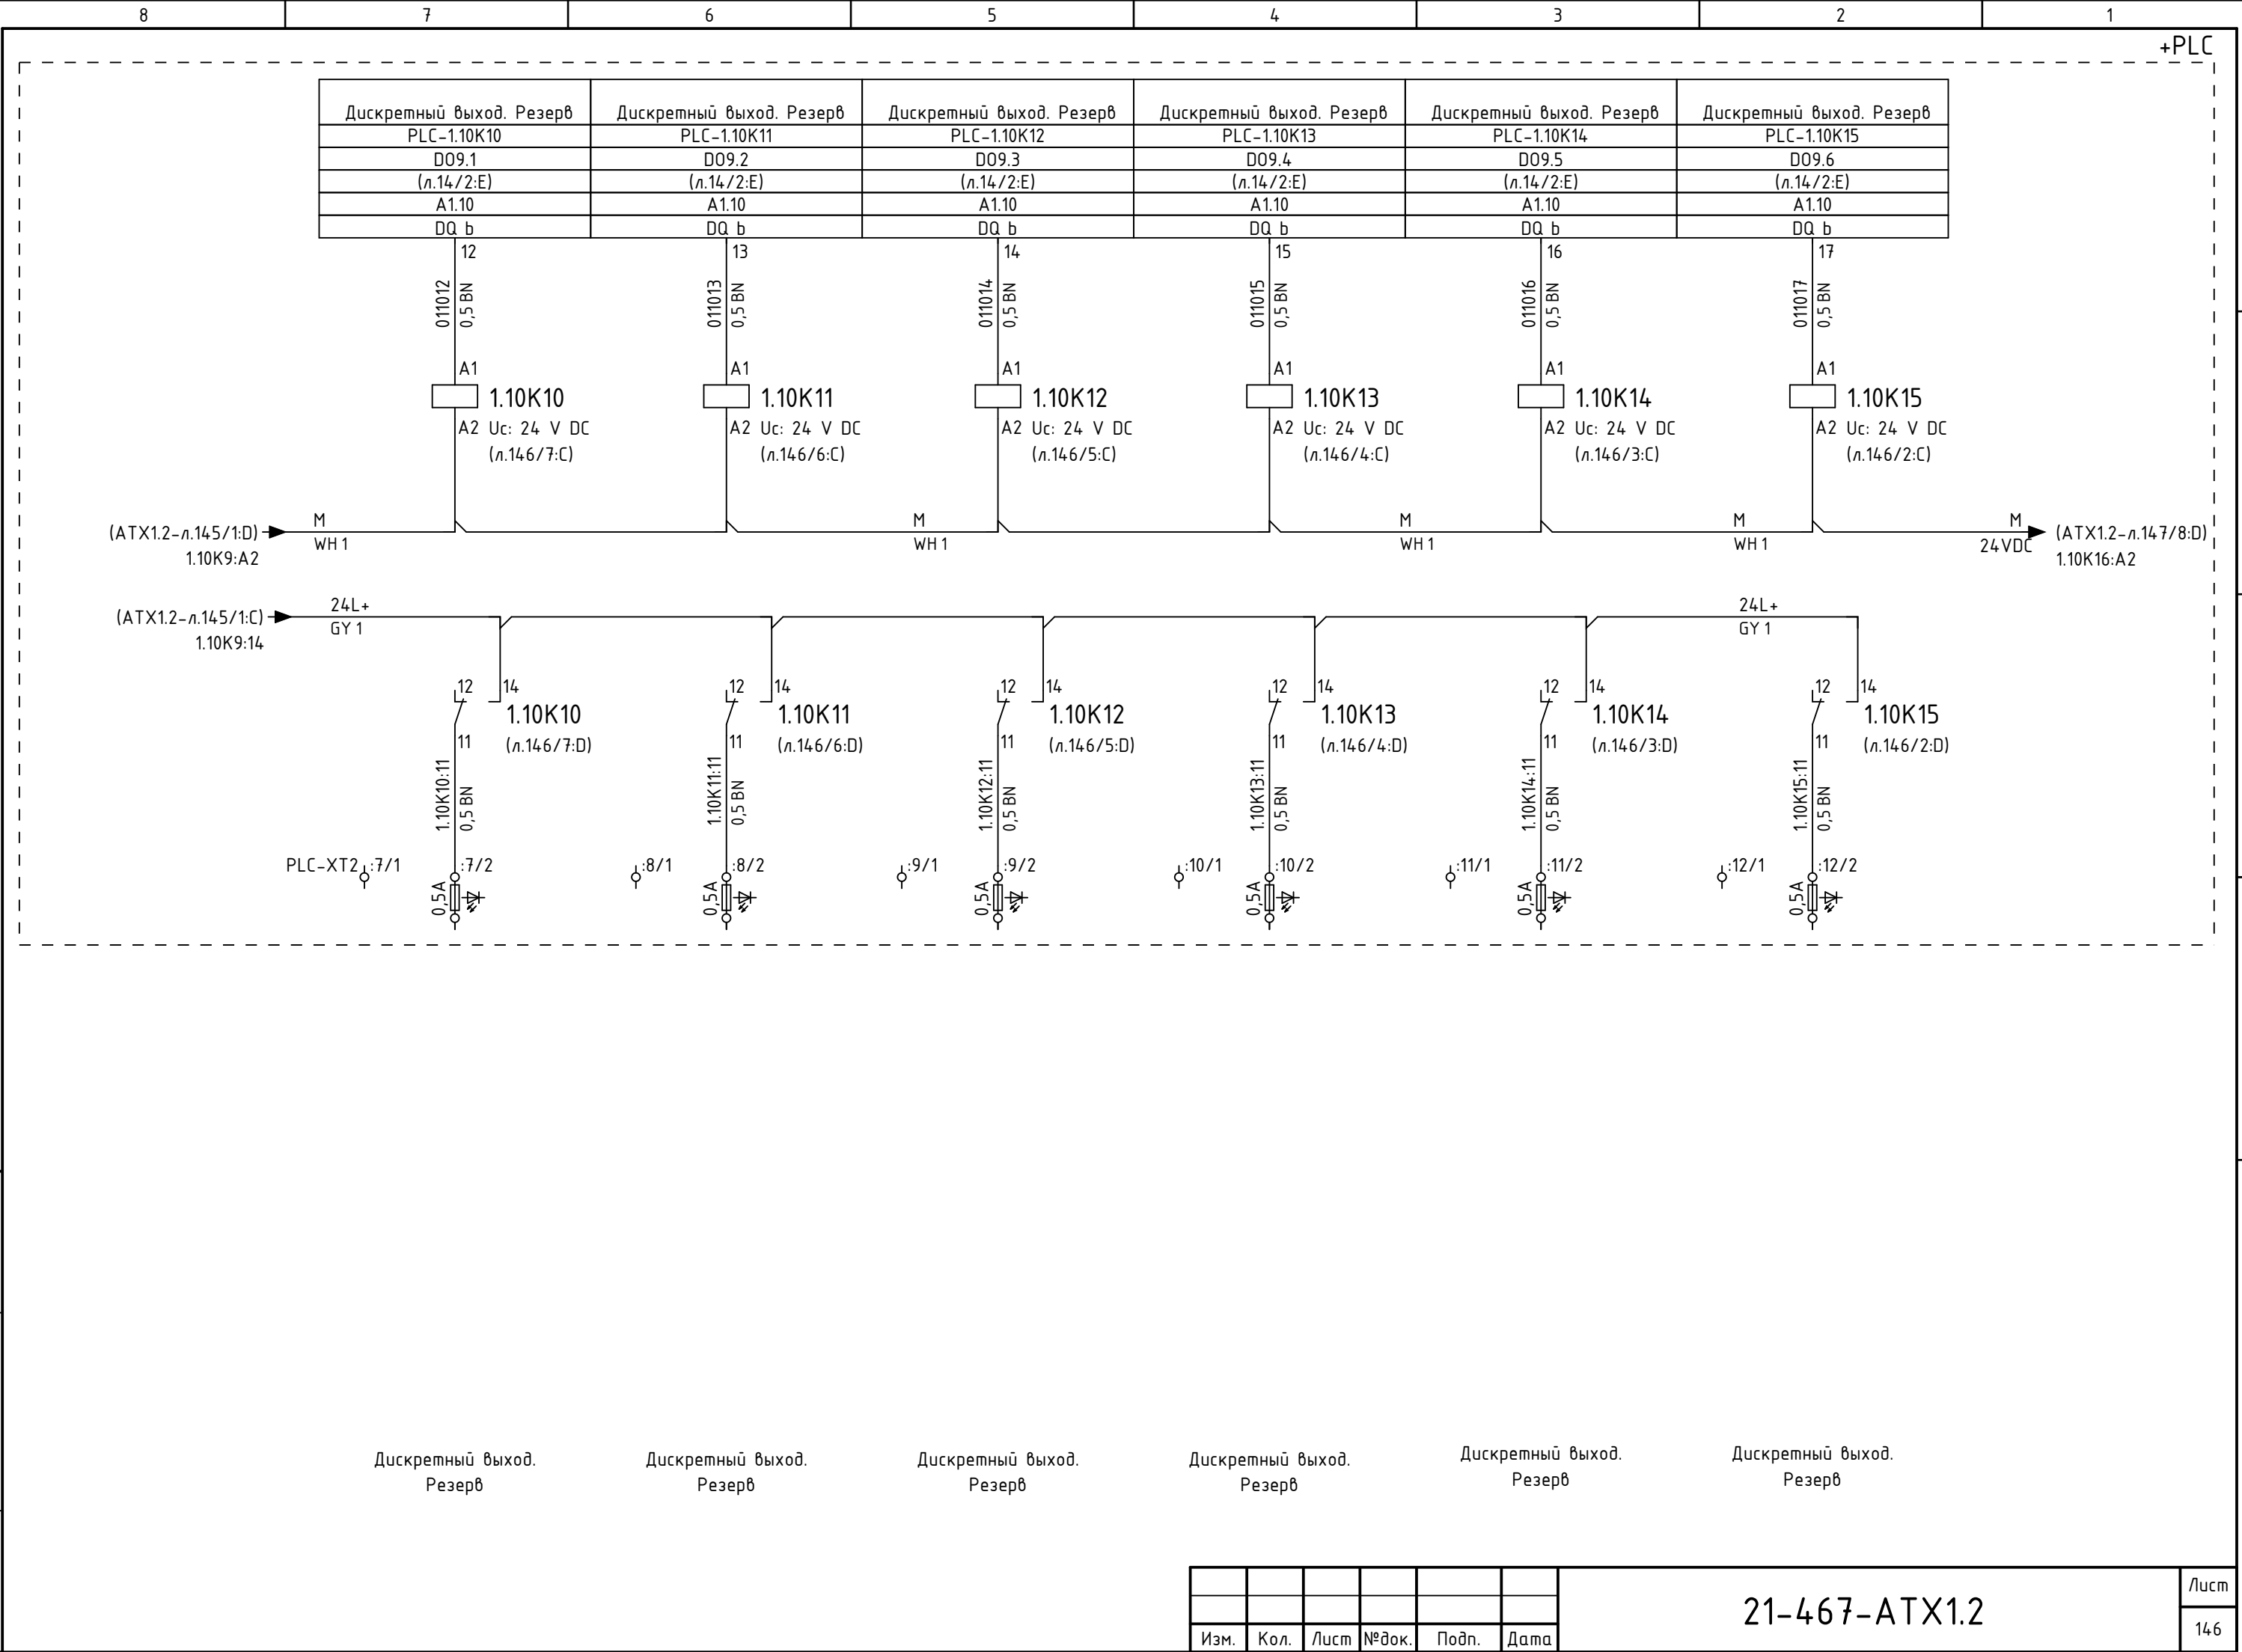 8 7 6 5 4 3 2 1
+PLC
Дискретный выход. Резерв Дискретный выход. Резерв Дискретный выход. Резерв Дискретный выход. Резерв Дискретный выход. Резерв Дискретный выход. Резерв
PLC-1.10K10 PLC-1.10K11 PLC-1.10K12 PLC-1.10K13 PLC-1.10K14 PLC-1.10K15
DO9.1 DO9.2 DO9.3 DO9.4 DO9.5 DO9.6
(л.14/2:E) (л.14/2:E) (л.14/2:E) (л.14/2:E) (л.14/2:E) (л.14/2:E)
A1.10 A1.10 A1.10 A1.10 A1.10 A1.10
DQ b DQ b DQ b DQ b DQ b DQ b
12 13 14 15 16 17
011012 0,5 BN 011013 0,5 BN 011014 0,5 BN 011015 0,5 BN 011016 0,5 BN 011017 0,5 BN
A1 A1 A1 A1 A1 A1
1.10K10 1.10K11 1.10K12 1.10K13 1.10K14 1.10K15
A2 Uc: 24 V DC A2 Uc: 24 V DC A2 Uc: 24 V DC A2 Uc: 24 V DC A2 Uc: 24 V DC A2 Uc: 24 V DC
(л.146/7:C) (л.146/6:C) (л.146/5:C) (л.146/4:C) (л.146/3:C) (л.146/2:C)
M M M M M
(ATX1.2-л.145/1:D) (ATX1.2-л.147/8:D)
WH 1 WH 1 WH 1 WH 1 24VDC
1.10K9:A2 1.10K16:A2
24L+ 24L+
(ATX1.2-л.145/1:C)
GY 1 GY 1
1.10K9:14
12 14 12 14 12 14 12 14 12 14 12 14
1.10K10 1.10K11 1.10K12 1.10K13 1.10K14 1.10K15
11 11 11 11 11 11
(л.146/7:D) (л.146/6:D) (л.146/5:D) (л.146/4:D) (л.146/3:D) (л.146/2:D)
1.10K10:11 0,5 BN 1.10K11:11 0,5 BN 1.10K12:11 0,5 BN 1.10K13:11 0,5 BN 1.10K14:11 0,5 BN 1.10K15:11 0,5 BN
PLC-XT2 :7/1 :7/2 :8/1 :8/2 :9/1 :9/2 :10/1 :10/2 :11/1 :11/2 :12/1 :12/2
0,5A 0,5A 0,5A 0,5A 0,5A 0,5A
Дискретный выход. Дискретный выход. Дискретный выход. Дискретный выход. Дискретный выход. Дискретный выход.
Резерв Резерв Резерв Резерв Резерв Резерв
Лист
21-467-ATX1.2
146
Изм. Кол. Лист №док. Подп. Дата